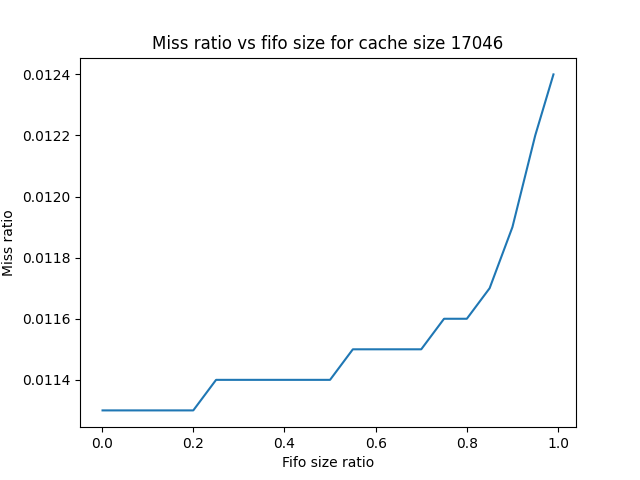 Miss ratio vs fifo size for cache size 17046
0.0124
0.0122
0.0120
0.0118
0.0116
0.0114
Miss ratio
0.0 0.2 0.4 0.6 0.8 1.0
Fifo size ratio